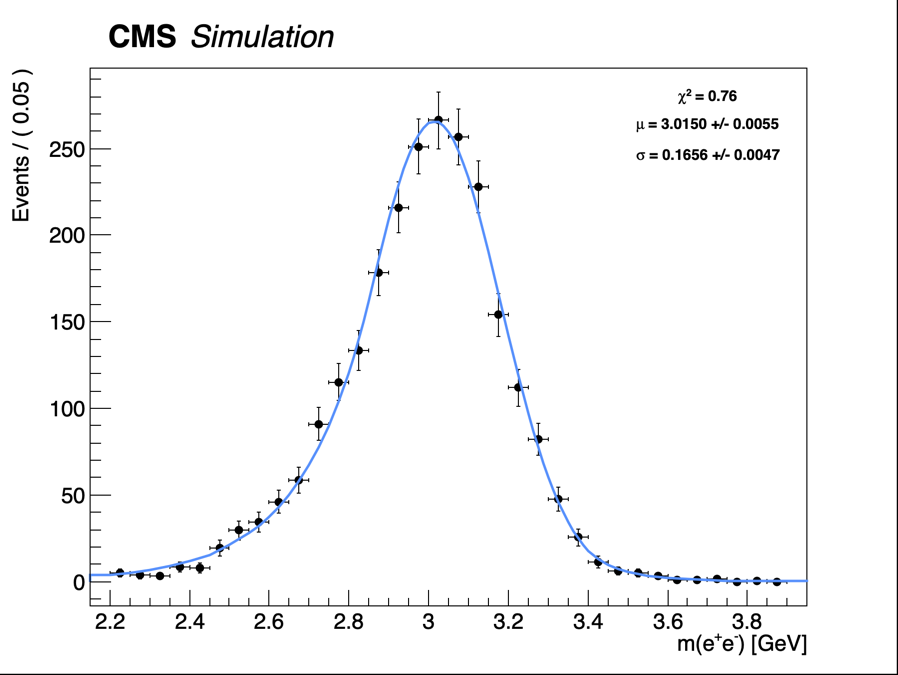 CMS Simulation
Events / ( 0.05 )
χ² = 0.76
μ = 3.0150 +/- 0.0055
σ = 0.1656 +/- 0.0047
250
200
150
100
50
0
2.2 2.4 2.6 2.8 3 3.2 3.4 3.6 3.8
m(e⁺e⁻) [GeV]